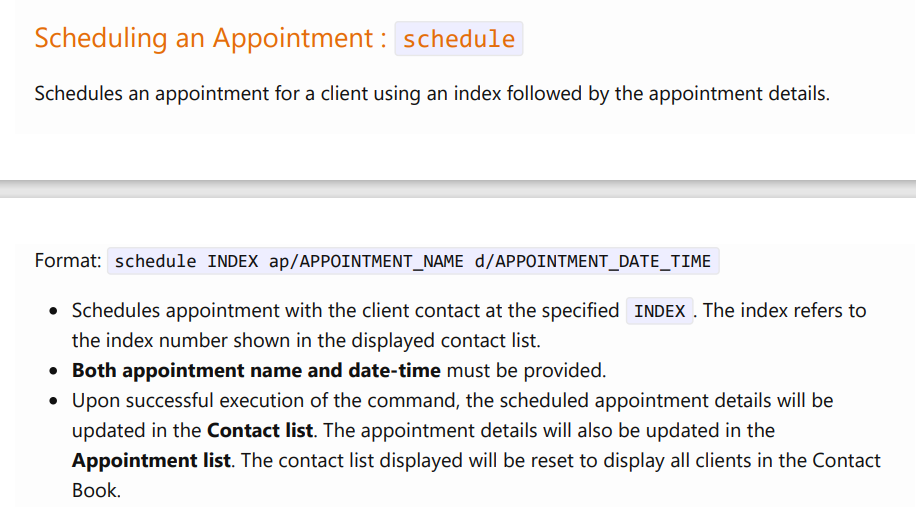 Scheduling an Appointment : schedule
Schedules an appointment for a client using an index followed by the appointment details.
Format: schedule INDEX ap/APPOINTMENT_NAME d/APPOINTMENT_DATE_TIME
• Schedules appointment with the client contact at the specified INDEX. The index refers to
the index number shown in the displayed contact list.
• Both appointment name and date-time must be provided.
• Upon successful execution of the command, the scheduled appointment details will be
updated in the Contact list. The appointment details will also be updated in the
Appointment list. The contact list displayed will be reset to display all clients in the Contact
Book.